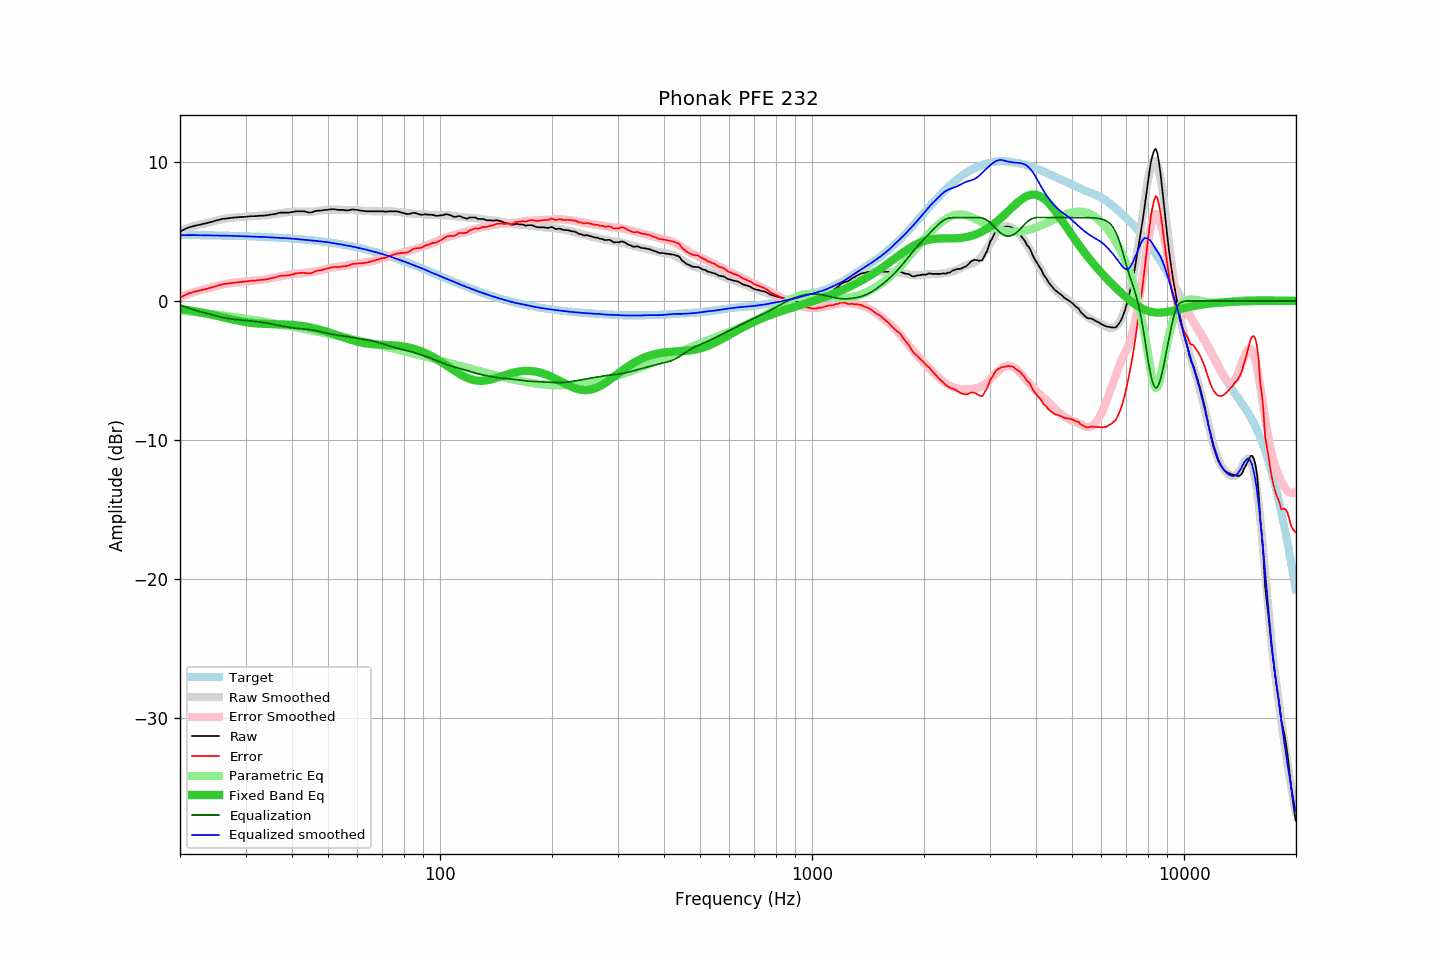 Phonak PFE 232
10
0
−10
−20
−30
Amplitude (dBr)
Target
Raw Smoothed
Error Smoothed
Raw
Error
Parametric Eq
Fixed Band Eq
Equalization
Equalized smoothed
100
1000
10000
Frequency (Hz)